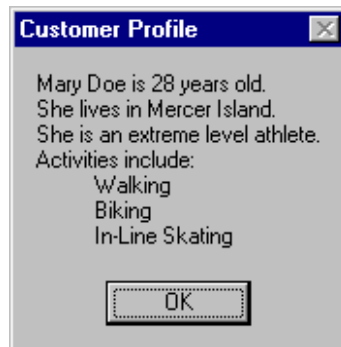 Customer Profile
Mary Doe is 28 years old.
She lives in Mercer Island.
She is an extreme level athlete.
Activities include:
Walking
Biking
In-Line Skating
OK